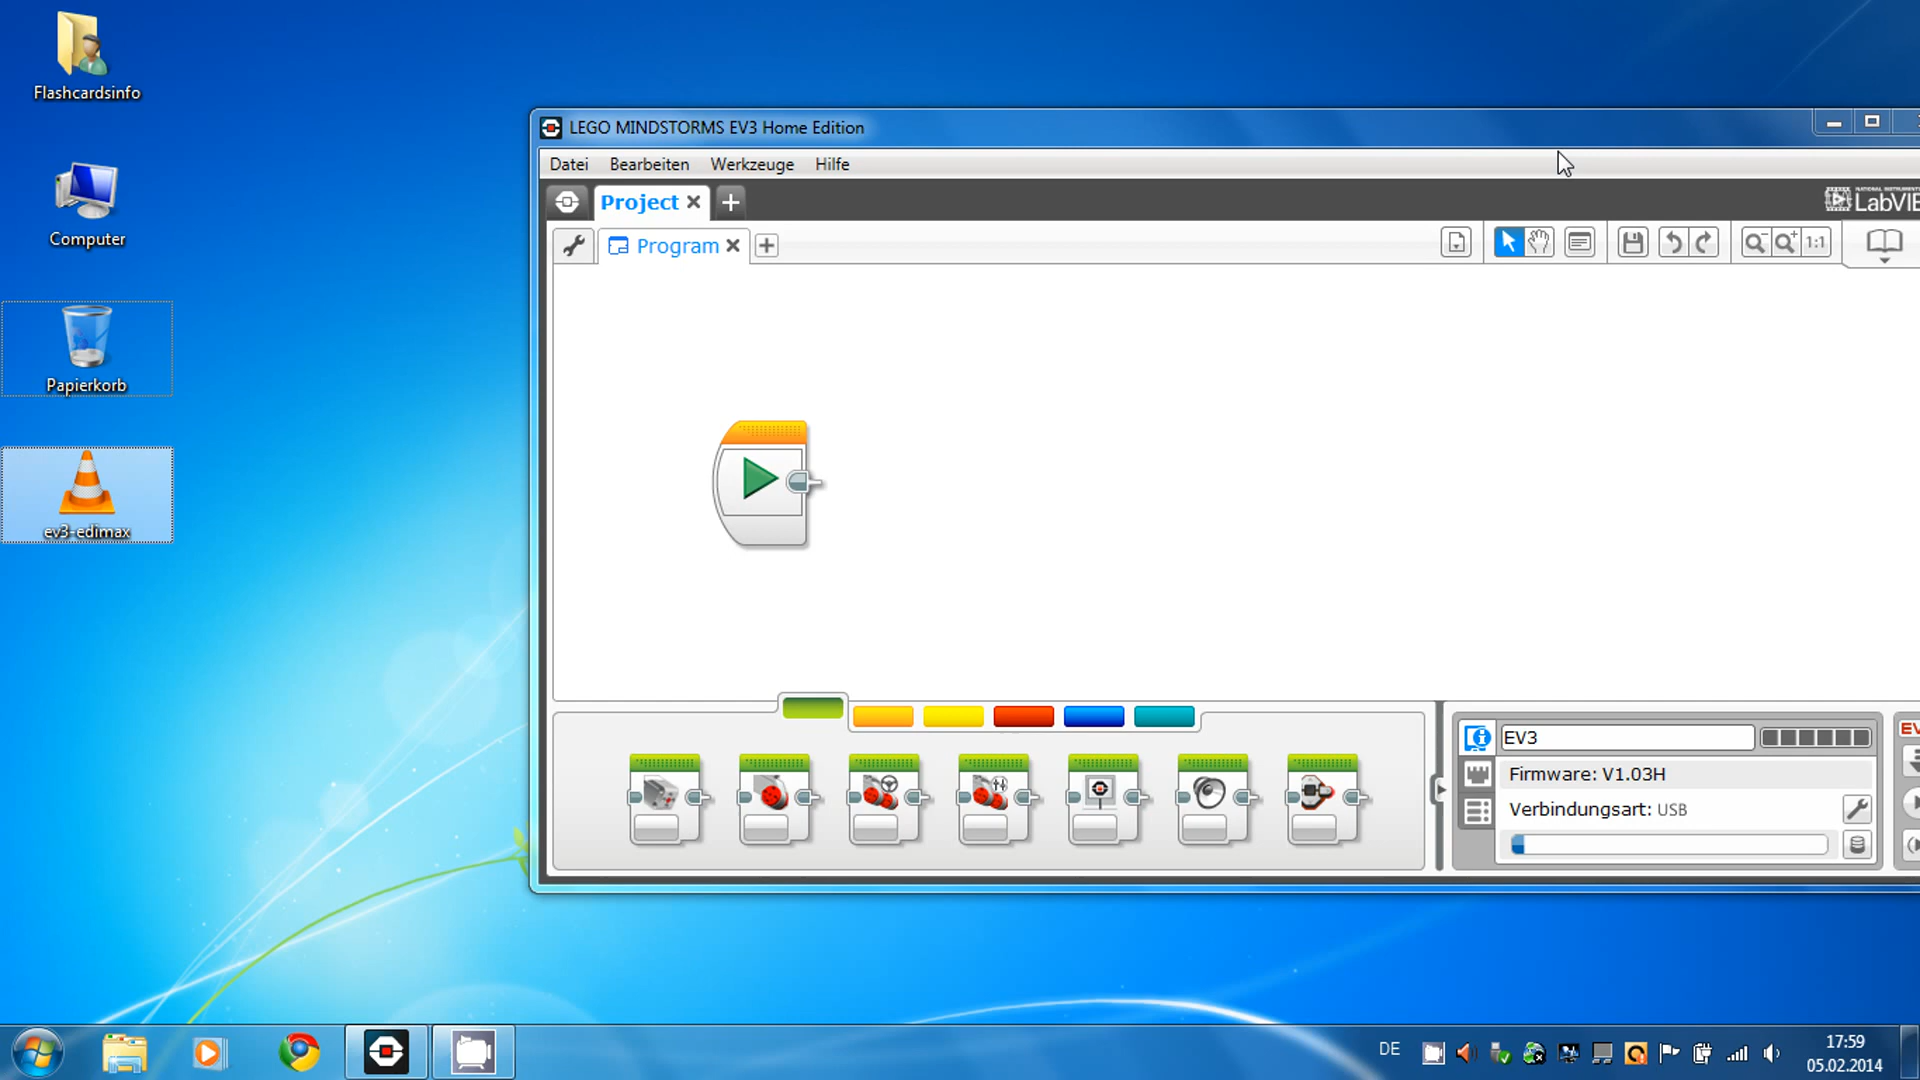 Flashcardsinfo
Computer
Papierkorb
ev3-edimax
LEGO MINDSTORMS EV3 Home Edition
Datei Bearbeiten Werkzeuge Hilfe
Project
Program
1:1
EV3
Firmware: V1.03H
Verbindungsart: USB
DE
17:59
05.02.2014